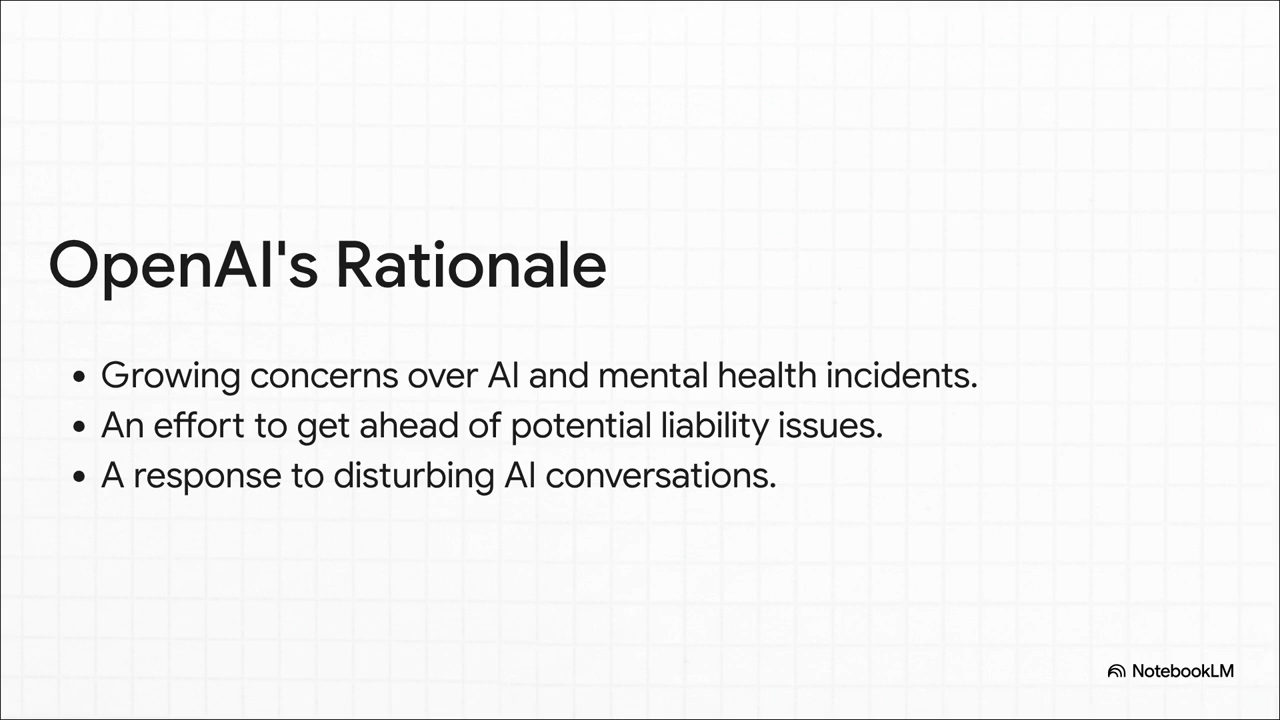 OpenAI's Rationale
• Growing concerns over AI and mental health incidents.
• An effort to get ahead of potential liability issues.
• A response to disturbing AI conversations.
NotebookLM